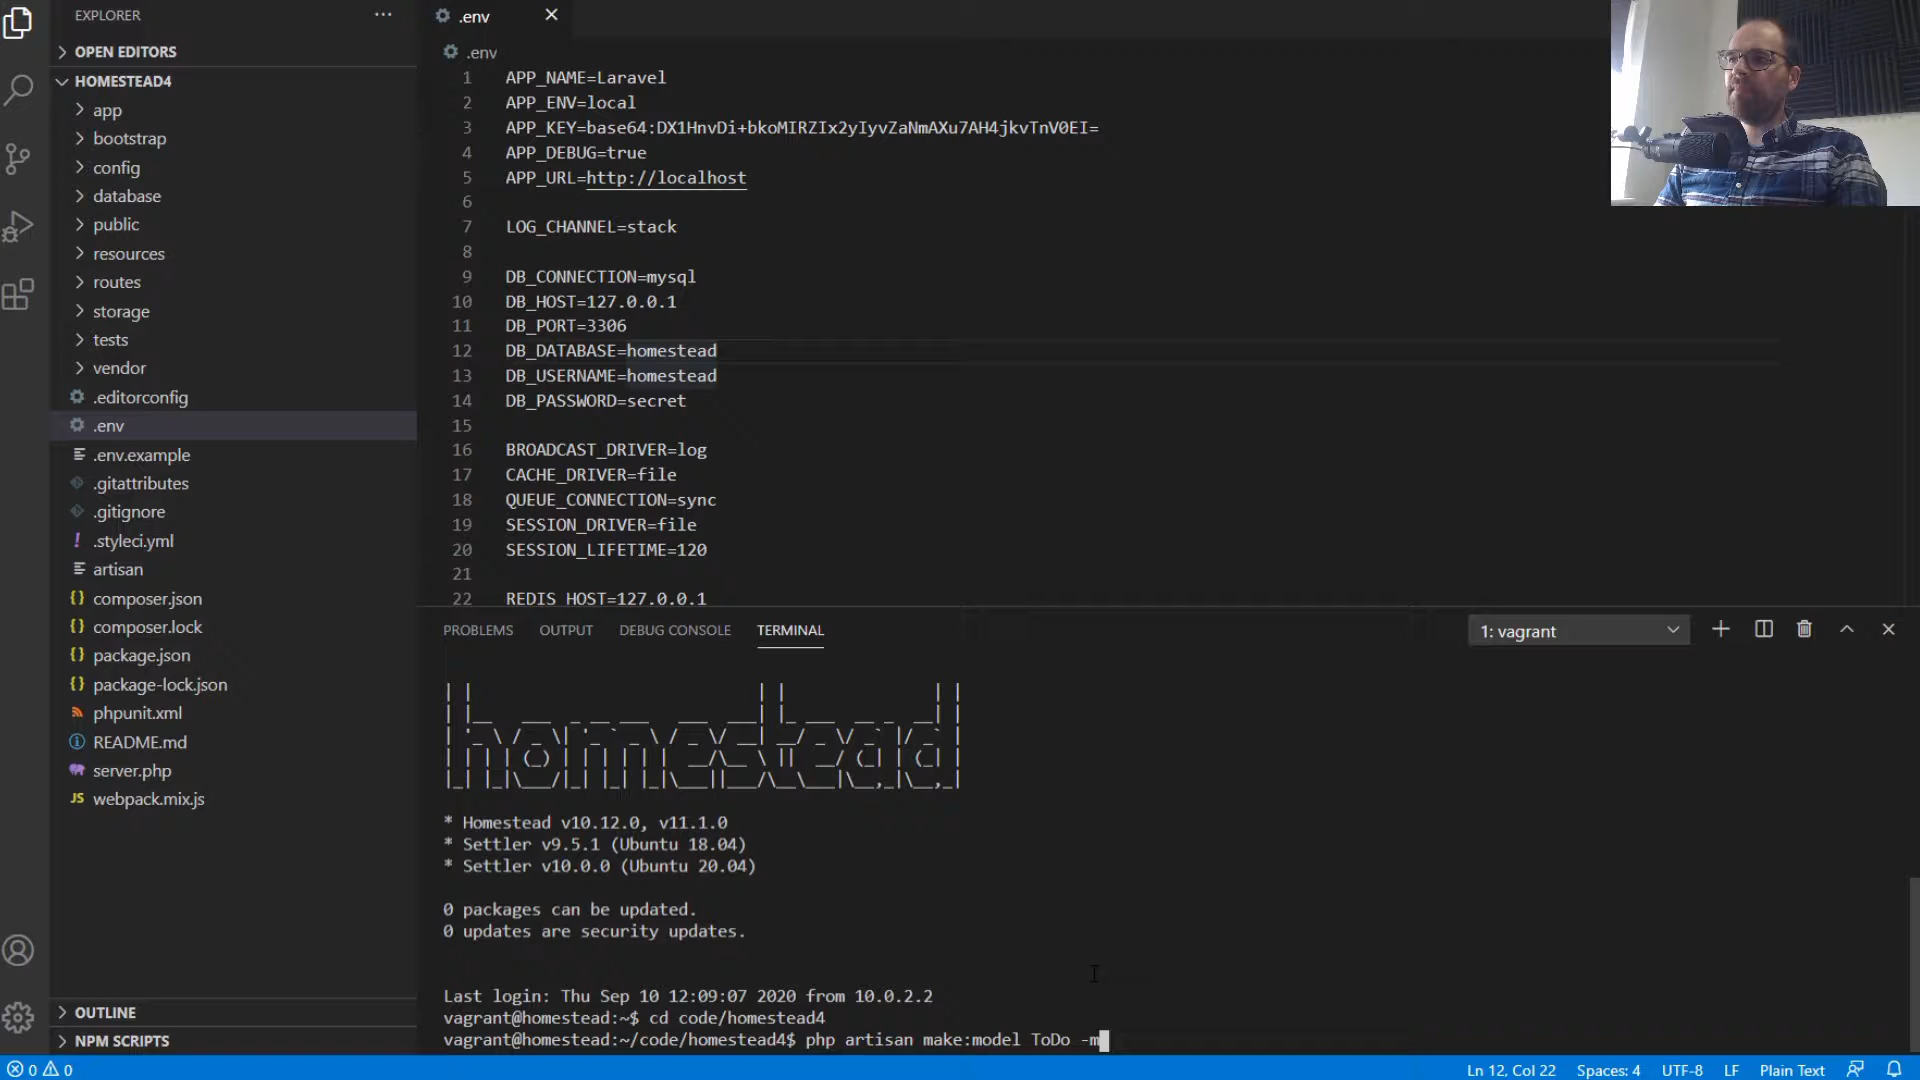 EXPLORER
OPEN EDITORS
HOMESTEAD4
app
bootstrap
config
database
public
resources
routes
storage
tests
vendor
.editorconfig
.env
.env.example
.gitattributes
.gitignore
.styleci.yml
artisan
composer.json
composer.lock
package.json
package-lock.json
phpunit.xml
README.md
server.php
webpack.mix.js
OUTLINE
NPM SCRIPTS
.env
.env
1 APP_NAME=Laravel
2 APP_ENV=local
3 APP_KEY=base64:DX1HnvDi+bkoMIRZIx2yIyvZaNmAXu7AH4jkvTnV0EI=
4 APP_DEBUG=true
5 APP_URL=http://localhost
6
7 LOG_CHANNEL=stack
8
9 DB_CONNECTION=mysql
10 DB_HOST=127.0.0.1
11 DB_PORT=3306
12 DB_DATABASE=homestead
13 DB_USERNAME=homestead
14 DB_PASSWORD=secret
15
16 BROADCAST_DRIVER=log
17 CACHE_DRIVER=file
18 QUEUE_CONNECTION=sync
19 SESSION_DRIVER=file
20 SESSION_LIFETIME=120
21
22 REDIS_HOST=127.0.0.1
PROBLEMS OUTPUT DEBUG CONSOLE TERMINAL 1: vagrant
homestead
* Homestead v10.12.0, v11.1.0
* Settler v9.5.1 (Ubuntu 18.04)
* Settler v10.0.0 (Ubuntu 20.04)
0 packages can be updated.
0 updates are security updates.
Last login: Thu Sep 10 12:09:07 2020 from 10.0.2.2
vagrant@homestead:~$ cd code/homestead4
vagrant@homestead:~/code/homestead4$ php artisan make:model ToDo -m
0 0 Ln 12, Col 22 Spaces: 4 UTF-8 LF Plain Text